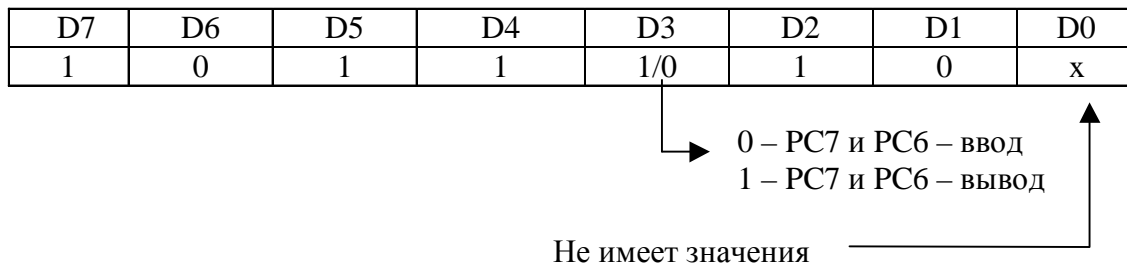 D7 D6 D5 D4 D3 D2 D1 D0
1 0 1 1 1/0 1 0 x
0 – PC7 и PC6 – ввод
1 – PC7 и PC6 – вывод
Не имеет значения